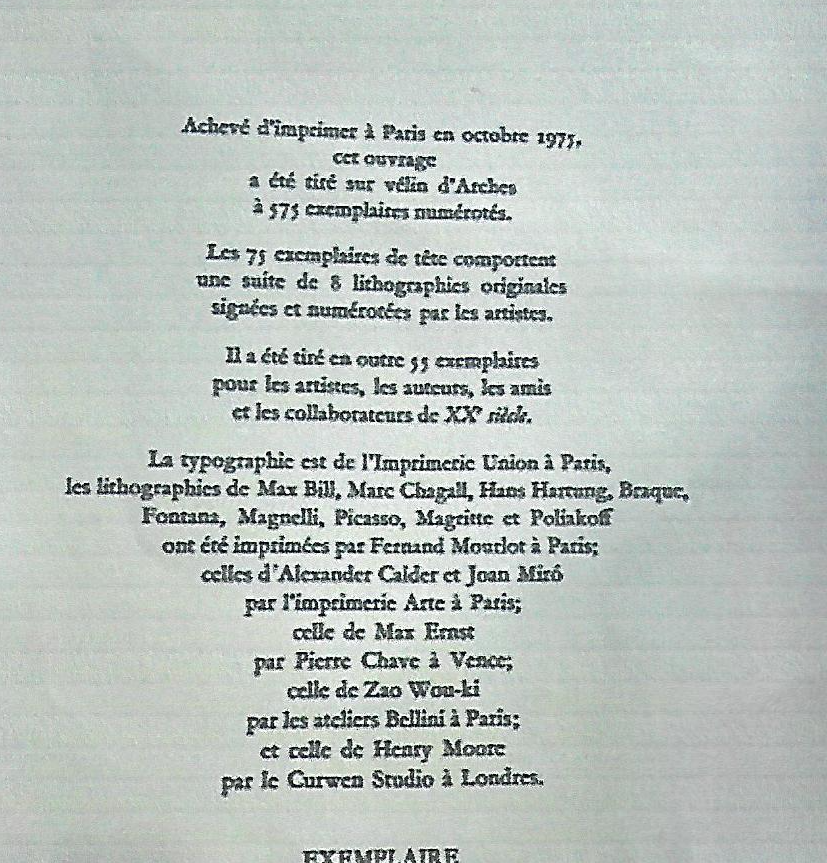 Achevé d'imprimer à Paris en octobre 1975,
cet ouvrage
a été tiré sur vélin d'Arches
à 575 exemplaires numérotés.
Les 75 exemplaires de tête comportent
une suite de 8 lithographies originales
signées et numérotées par les artistes.
Il a été tiré en outre 55 exemplaires
pour les artistes, les auteurs, les amis
et les collaborateurs de XXe siècle.
La typographie est de l'Imprimerie Union à Paris,
les lithographies de Max Bill, Marc Chagall, Hans Hartung, Braque,
Fontana, Magnelli, Picasso, Magritte et Poliakoff
ont été imprimées par Fernand Mourlot à Paris;
celles d'Alexander Calder et Joan Miró
par l'imprimerie Arte à Paris;
celle de Max Ernst
par Pierre Chave à Vence;
celle de Zao Wou-ki
par les ateliers Bellini à Paris;
et celle de Henry Moore
par le Curwen Studio à Londres.
EXEMPLAIRE